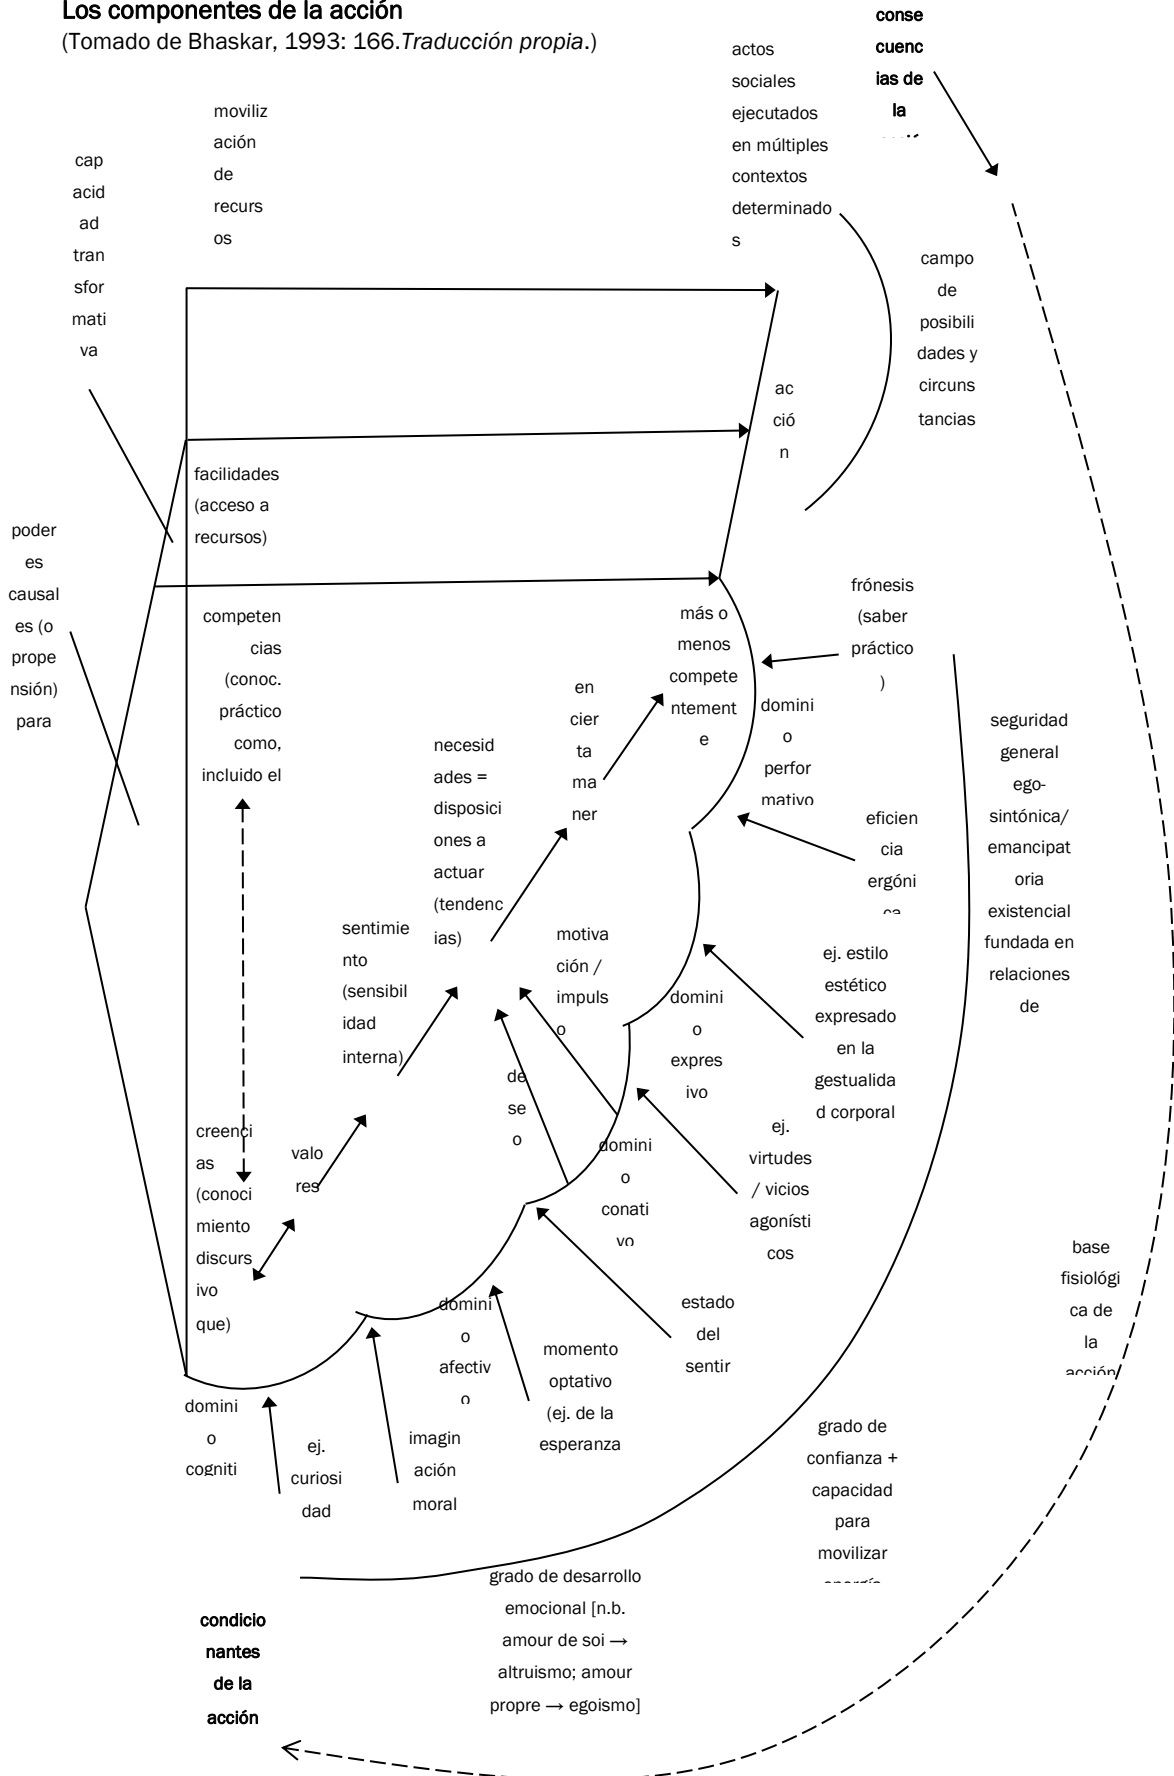 Los componentes de la acción
(Tomado de Bhaskar, 1993: 166.Traducción propia.)
conse
cuenc
ias de
la
actos
sociales
ejecutados
en múltiples
contextos
determinado
s
moviliz
ación
de
recurs
os
cap
acid
ad
tran
sfor
mati
va
campo
de
posibili
dades y
circuns
tancias
ac
ció
n
facilidades
(acceso a
recursos)
poder
es
causal
es (o
prope
nsión)
para
competen
cias
(conoc.
práctico
como,
incluido el
más o
menos
compete
ntement
e
frónesis
(saber
práctico
)
en
cier
ta
ma
ner
domini
o
perfor
mativo
necesid
ades =
disposici
ones a
actuar
(tendenc
ias)
seguridad
general
ego-
sintónica/
emancipat
oria
existencial
fundada en
relaciones
de
eficien
cia
ergóni
ca
sentimie
nto
(sensibil
idad
interna)
motiva
ción /
impuls
o
domini
o
expres
ivo
ej. estilo
estético
expresado
en la
gestualida
d corporal
de
se
o
creenci
as
(conoci
miento
discurs
ivo
que)
valo
res
domini
o
conati
vo
ej.
virtudes
/ vicios
agonísti
cos
base
fisiológi
ca de
la
acción
domini
o
afectiv
o
momento
optativo
(ej. de la
esperanza
estado
del
sentir
domini
o
cogniti
ej.
curiosi
dad
imagin
ación
moral
grado de
confianza +
capacidad
para
movilizar
energía
grado de desarrollo
emocional [n.b.
amour de soi →
altruismo; amour
propre → egoismo]
condicio
nantes
de la
acción